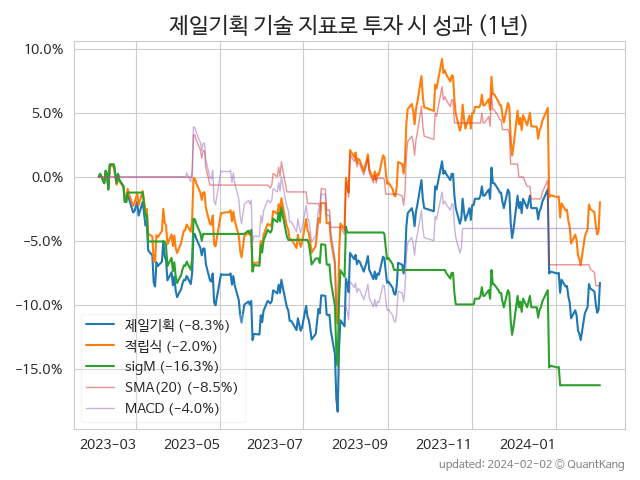 제일기획 기술 지표로 투자 시 성과 (1년)
10.0%
5.0%
0.0%
−5.0%
−10.0%
−15.0%
제일기획 (−8.3%)
적립식 (−2.0%)
sigM (−16.3%)
SMA(20) (−8.5%)
MACD (−4.0%)
2023-03 2023-05 2023-07 2023-09 2023-11 2024-01
updated: 2024-02-02 © QuantKang